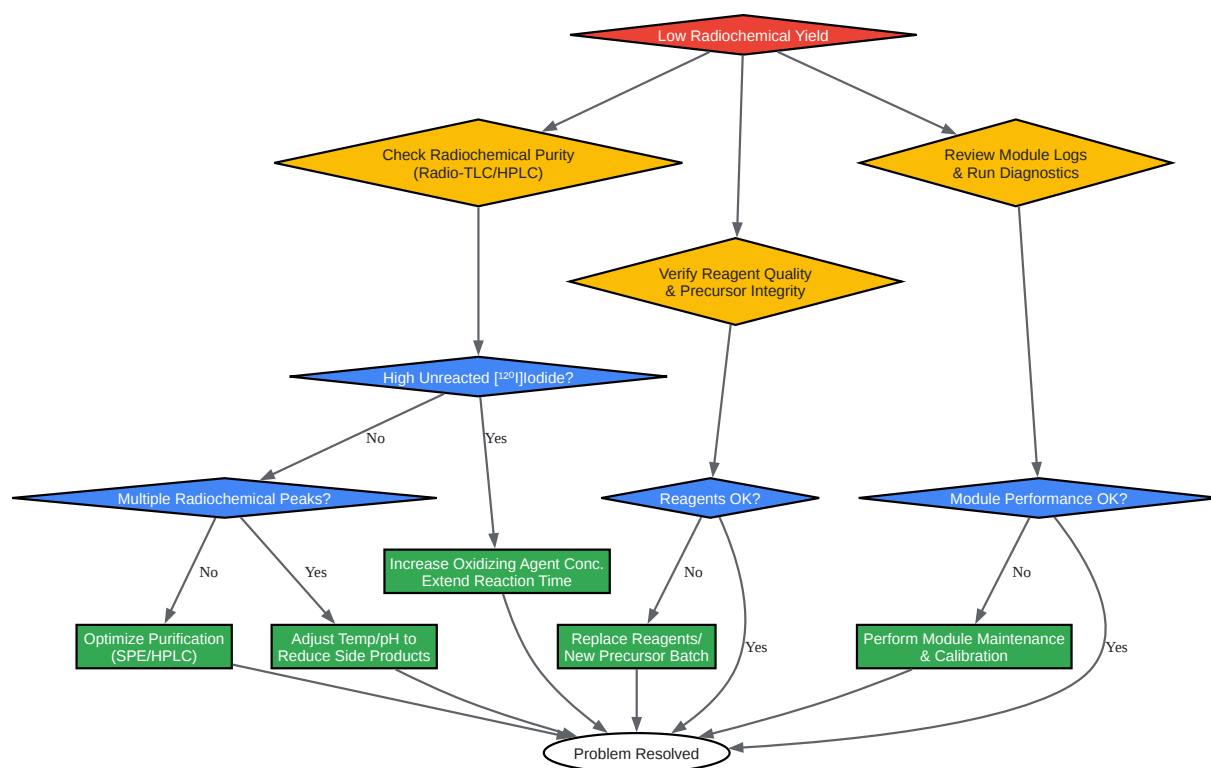 Low Radiochemical Yield
Check Radiochemical Purity
(Radio-TLC/HPLC)
Review Module Logs
& Run Diagnostics
Verify Reagent Quality
& Precursor Integrity
High Unreacted [¹²⁰I]Iodide?
No
Yes
Multiple Radiochemical Peaks?
Reagents OK?
Module Performance OK?
No
Yes
Increase Oxidizing Agent Conc.
Extend Reaction Time
No
No
Optimize Purification
(SPE/HPLC)
Adjust Temp/pH to
Reduce Side Products
Replace Reagents/
New Precursor Batch
Yes
Perform Module Maintenance
& Calibration
Yes
Problem Resolved